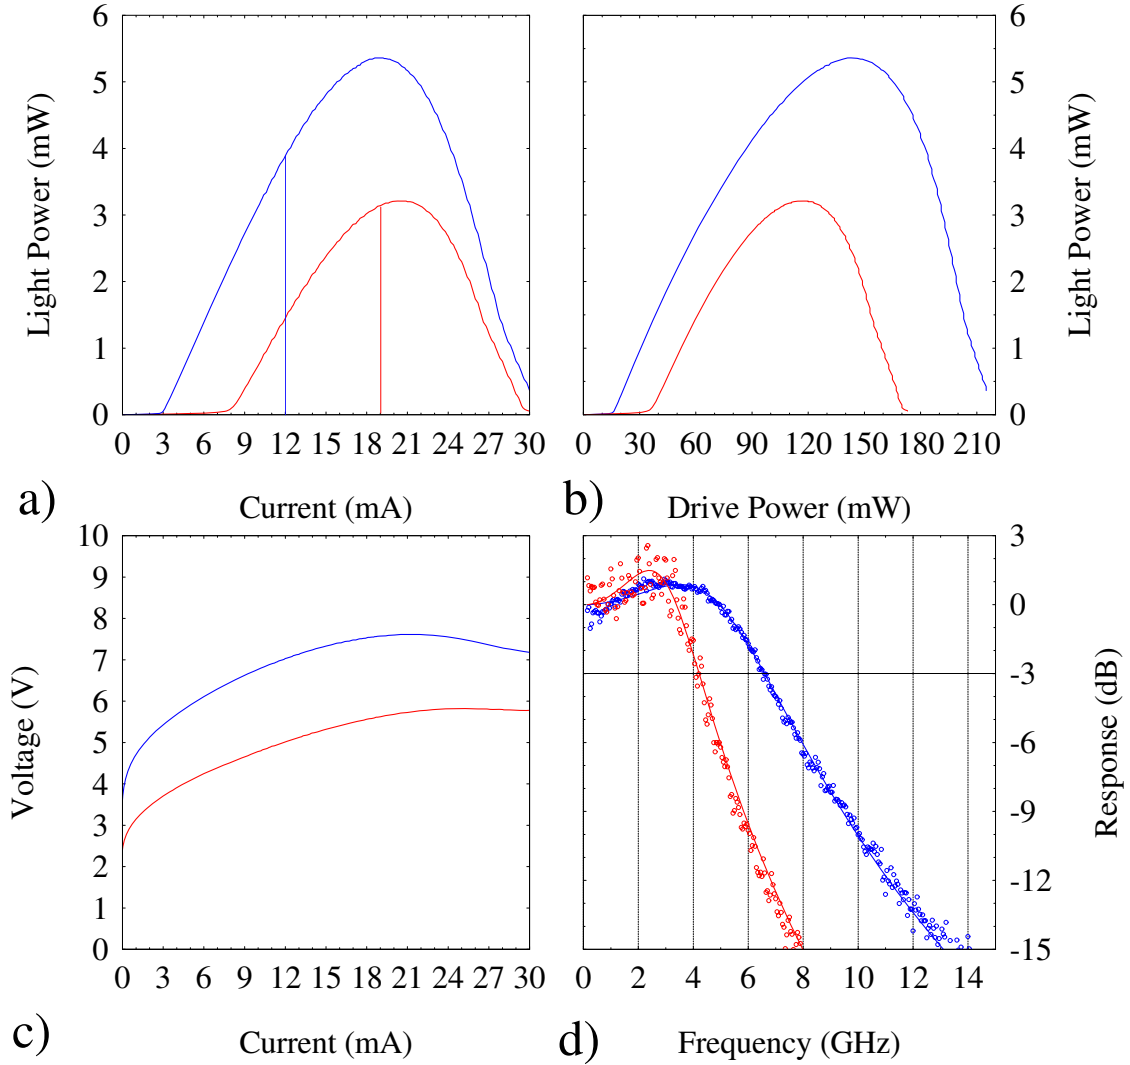 6
5
4
3
2
1
0
Light Power (mW)
0 3 6 9 12 15 18 21 24 27 30
a)
Current (mA)
6
5
4
3
2
1
0
Light Power (mW)
0 30 60 90 120 150 180 210
b)
Drive Power (mW)
10
9
8
7
6
5
4
3
2
1
0
Voltage (V)
0 3 6 9 12 15 18 21 24 27 30
c)
Current (mA)
3
0
-3
-6
-9
-12
-15
Response (dB)
0 2 4 6 8 10 12 14
d)
Frequency (GHz)